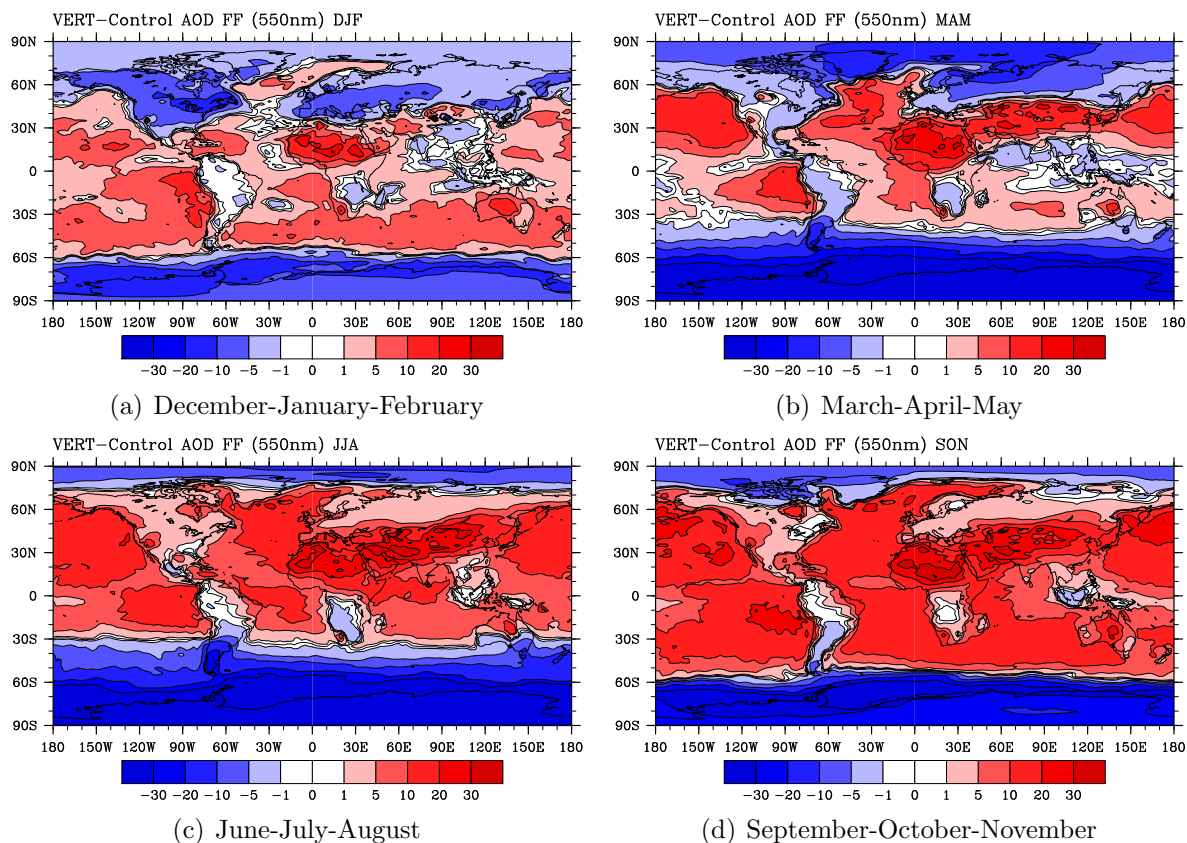 VERT-Control AOD FF (550nm) DJF
90N
60N
30N
0
30S
60S
90S
180 150W 120W 90W 60W 30W 0 30E 60E 90E 120E 150E 180
-30 -20 -10 -5 -1 0 1 5 10 20 30
(a) December-January-February
VERT-Control AOD FF (550nm) MAM
90N
60N
30N
0
30S
60S
90S
180 150W 120W 90W 60W 30W 0 30E 60E 90E 120E 150E 180
-30 -20 -10 -5 -1 0 1 5 10 20 30
(b) March-April-May
VERT-Control AOD FF (550nm) JJA
90N
60N
30N
0
30S
60S
90S
180 150W 120W 90W 60W 30W 0 30E 60E 90E 120E 150E 180
-30 -20 -10 -5 -1 0 1 5 10 20 30
(c) June-July-August
VERT-Control AOD FF (550nm) SON
90N
60N
30N
0
30S
60S
90S
180 150W 120W 90W 60W 30W 0 30E 60E 90E 120E 150E 180
-30 -20 -10 -5 -1 0 1 5 10 20 30
(d) September-October-November